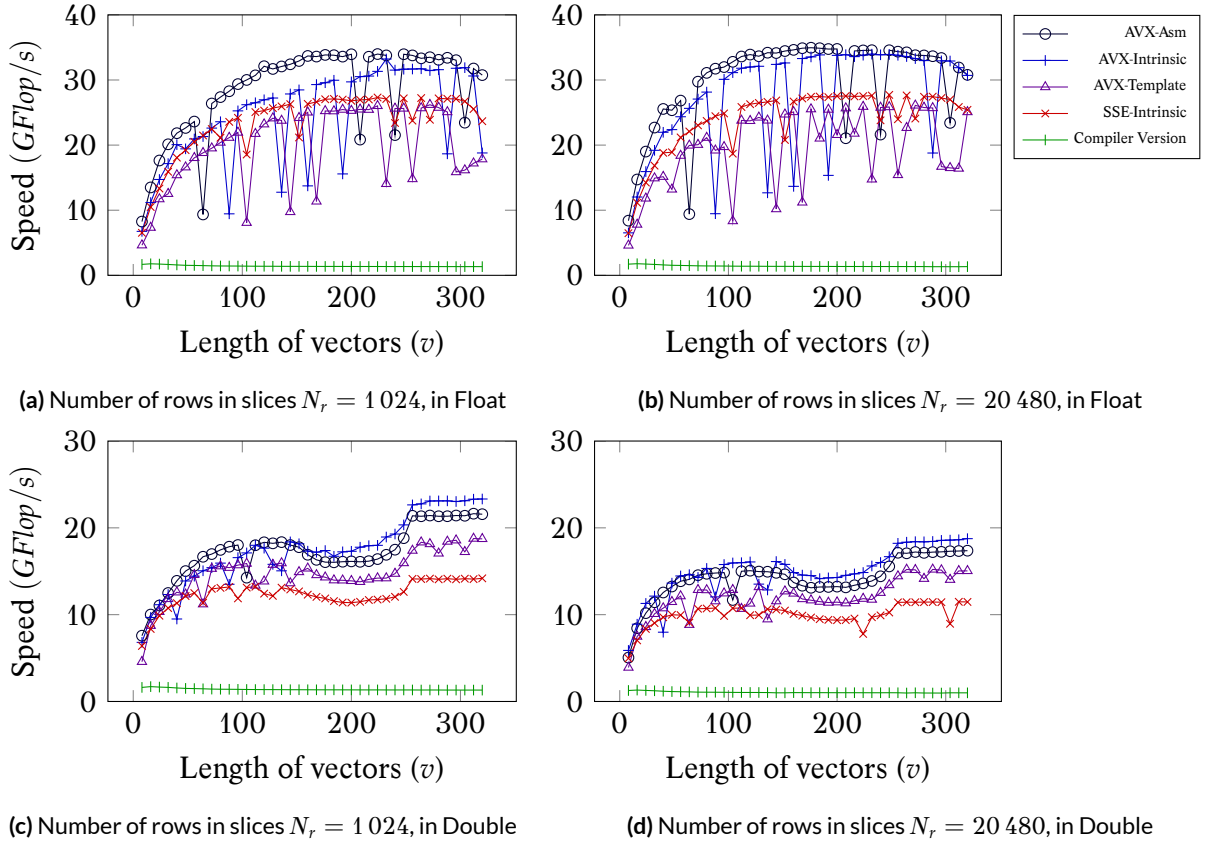 40
30
20
10
0
0 100 200 300
Speed (GFlop/s)
Length of vectors (v)
(a) Number of rows in slices N_r = 1 024, in Float
40
30
20
10
0
0 100 200 300
Length of vectors (v)
(b) Number of rows in slices N_r = 20 480, in Float
AVX-Asm
AVX-Intrinsic
AVX-Template
SSE-Intrinsic
Compiler Version
30
20
10
0
0 100 200 300
Speed (GFlop/s)
Length of vectors (v)
(c) Number of rows in slices N_r = 1 024, in Double
30
20
10
0
0 100 200 300
Length of vectors (v)
(d) Number of rows in slices N_r = 20 480, in Double